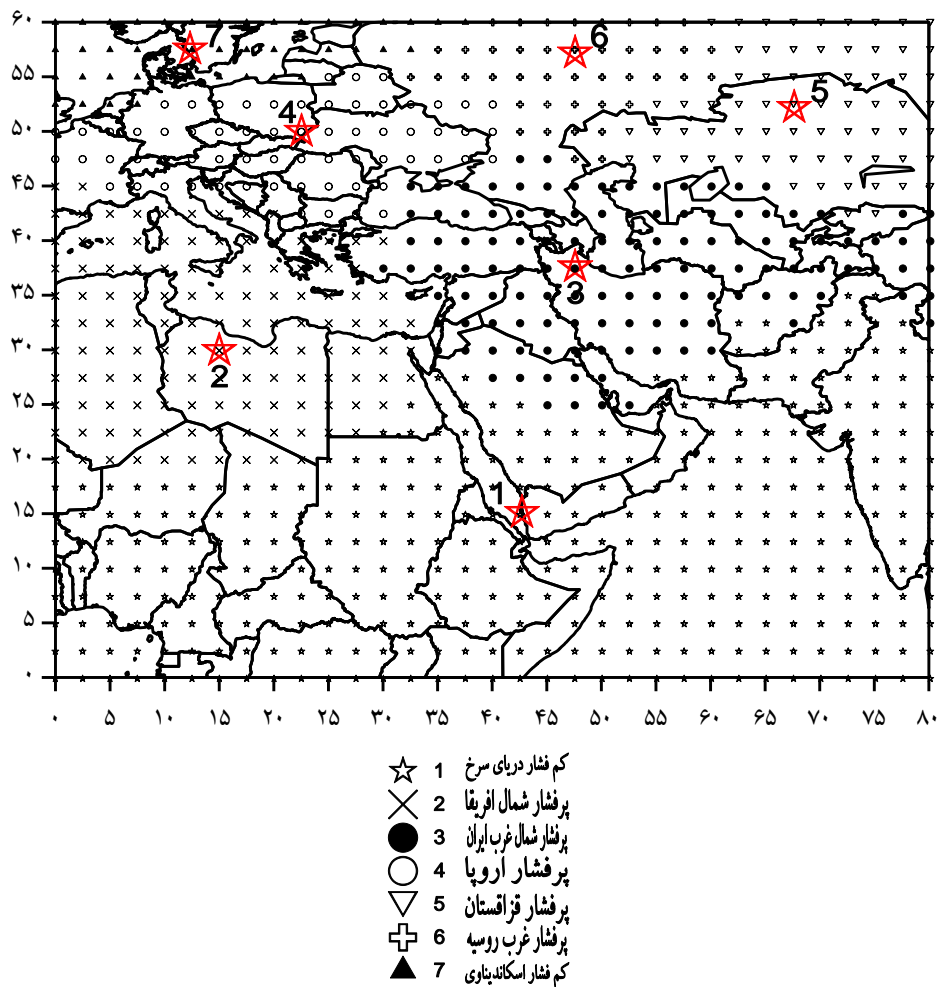 ۶۰
7
6
۵۵
5
4
۵۰
۴۵
۴۰
3
۳۵
۳۰
2
۲۵
۲۰
1
۱۵
۱۰
۵
۰
۰ ۵ ۱۰ ۱۵ ۲۰ ۲۵ ۳۰ ۳۵ ۴۰ ۴۵ ۵۰ ۵۵ ۶۰ ۶۵ ۷۰ ۷۵ ۸۰
1 کم فشار دریای سرخ
2 پرفشار شمال افریقا
3 پرفشار شمال غرب ایران
4 پرفشار اروپا
5 پرفشار قزاقستان
6 پرفشار غرب روسیه
7 کم فشار اسکاندیناوی